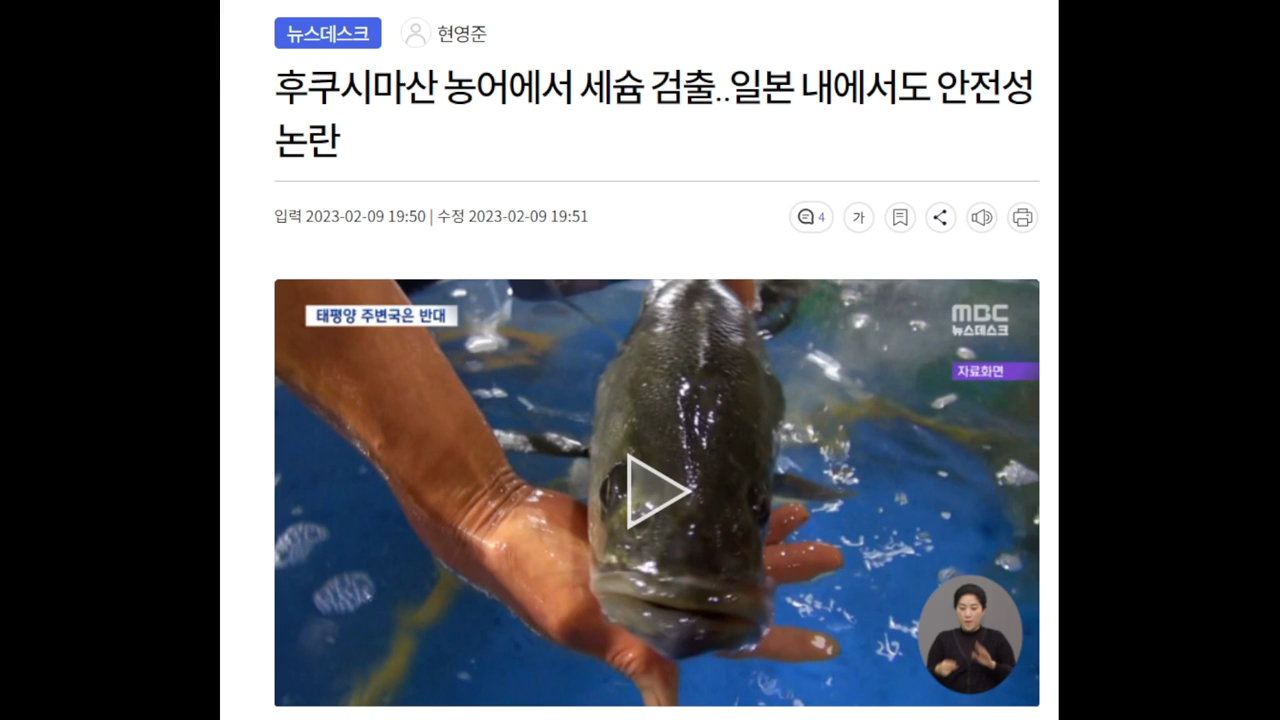 뉴스데스크 현영준
후쿠시마산 농어에서 세슘 검출..일본 내에서도 안전성
논란
입력 2023-02-09 19:50 | 수정 2023-02-09 19:51
4 가
태평양 주변국은 반대
MBC
뉴스데스크
자료화면